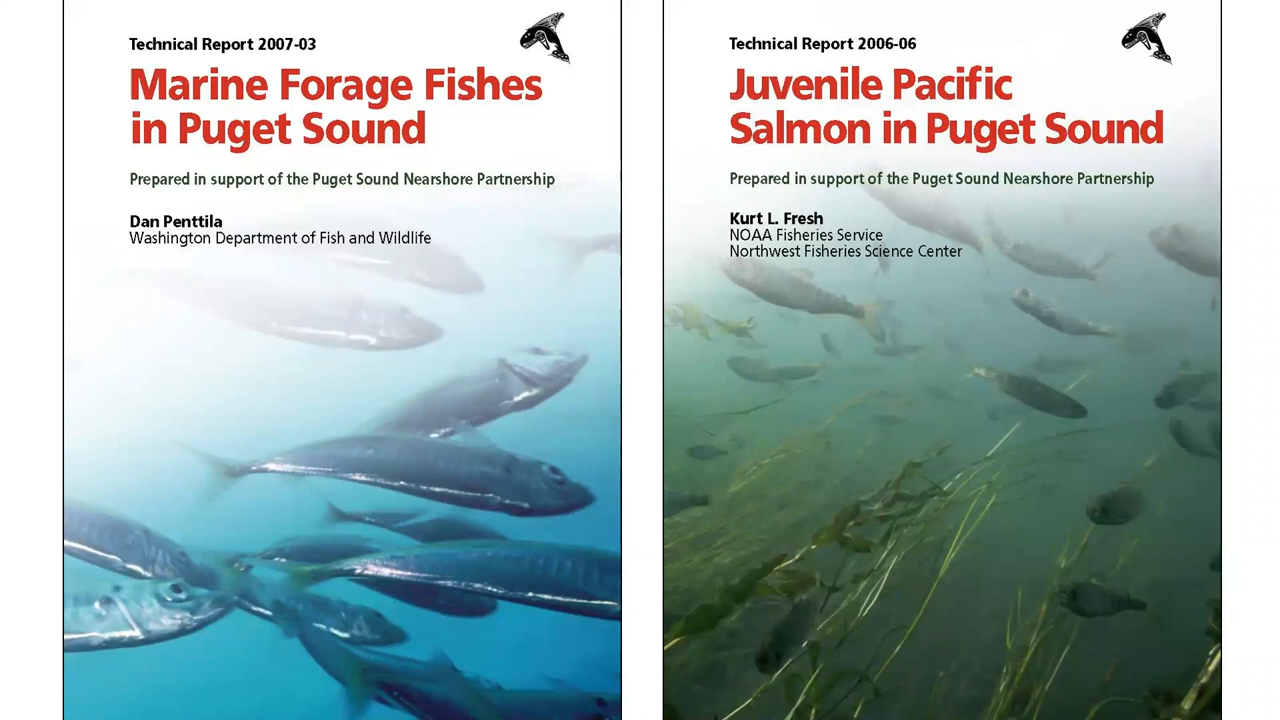 Technical Report 2007-03
Marine Forage Fishes
in Puget Sound
Prepared in support of the Puget Sound Nearshore Partnership
Dan Penttila
Washington Department of Fish and Wildlife
Technical Report 2006-06
Juvenile Pacific
Salmon in Puget Sound
Prepared in support of the Puget Sound Nearshore Partnership
Kurt L. Fresh
NOAA Fisheries Service
Northwest Fisheries Science Center